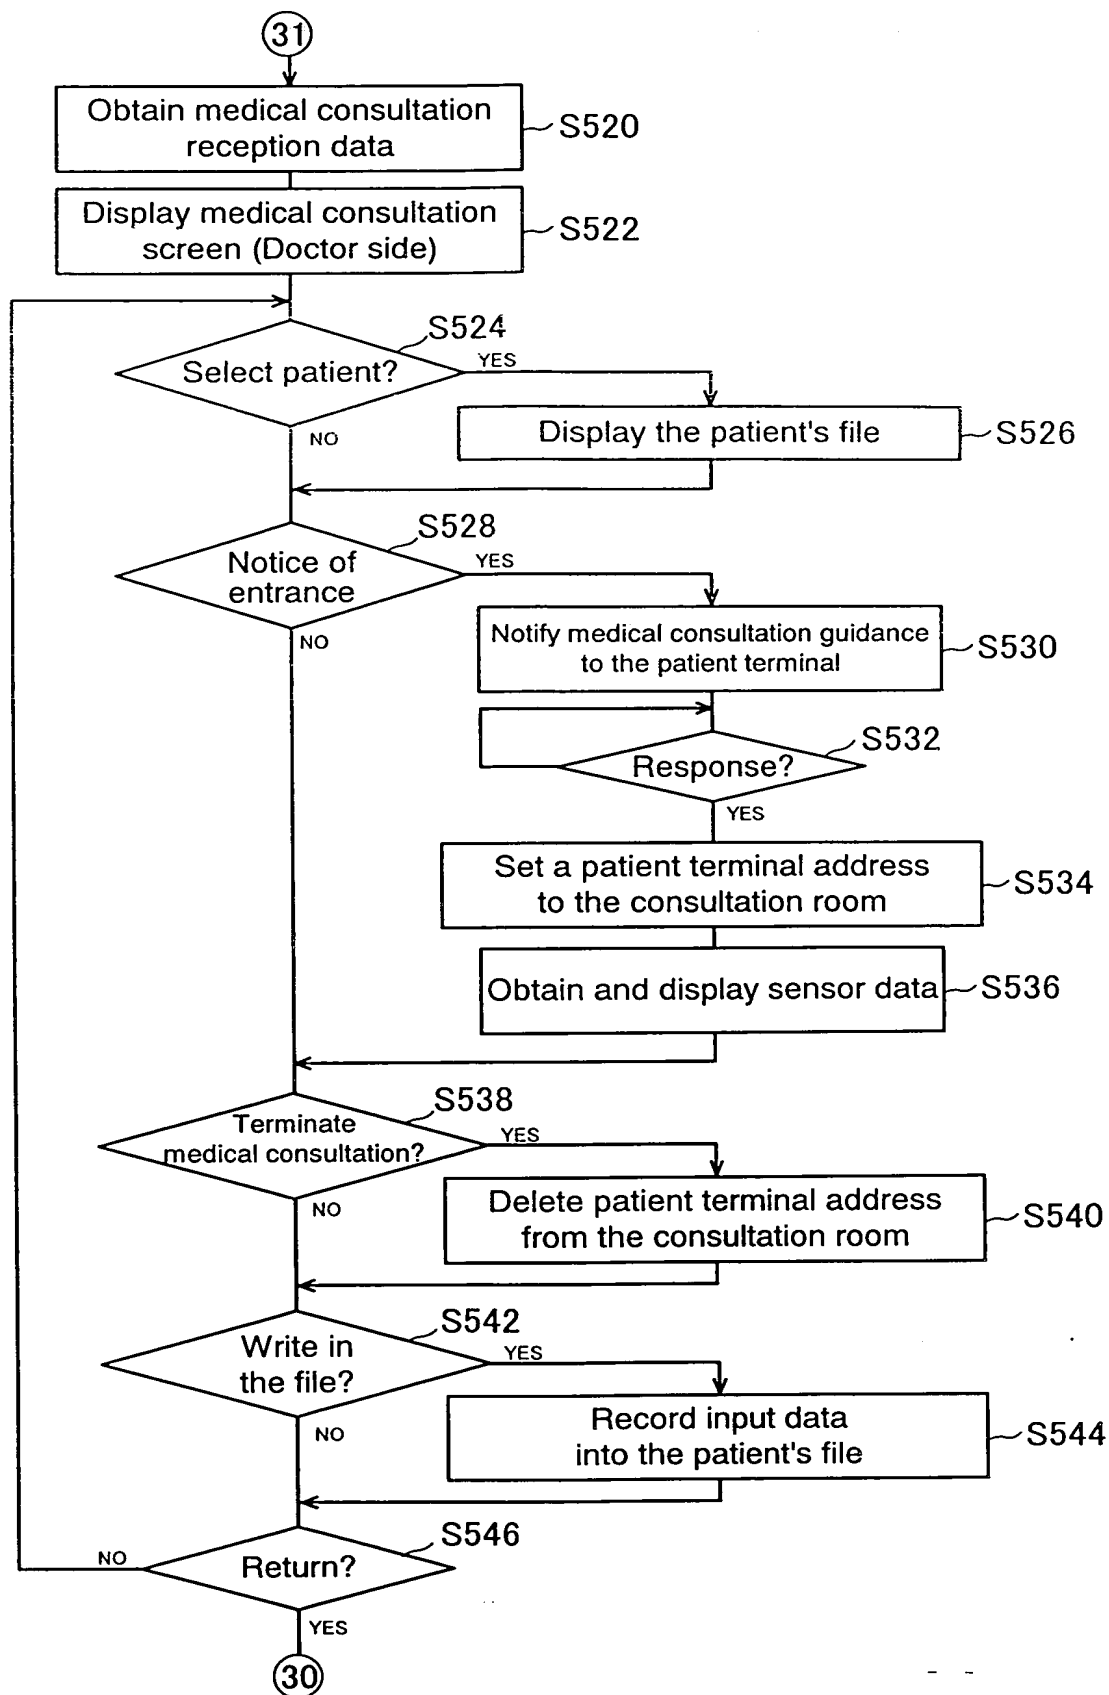 31
Obtain medical consultation
reception data
S520
Display medical consultation
screen (Doctor side)
S522
S524
Select patient?
YES
NO
Display the patient's file
S526
S528
Notice of
entrance
YES
NO
Notify medical consultation guidance
to the patient terminal
S530
S532
Response?
YES
Set a patient terminal address
to the consultation room
S534
Obtain and display sensor data
S536
S538
Terminate
medical consultation?
YES
NO
Delete patient terminal address
from the consultation room
S540
S542
Write in
the file?
YES
NO
Record input data
into the patient's file
S544
S546
Return?
NO
YES
30